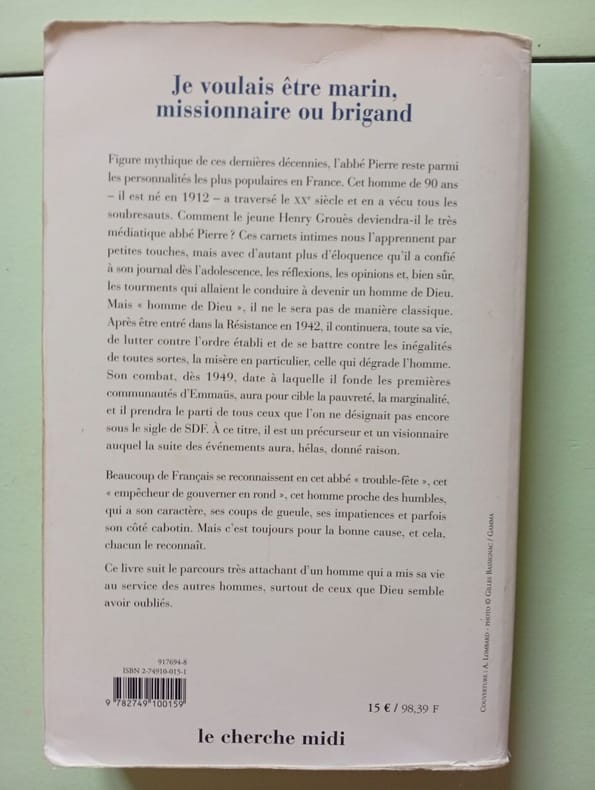 Je voulais être marin,
missionnaire ou brigand
Figure mythique de ces dernières décennies, l'abbé Pierre reste parmi
les personnalités les plus populaires en France. Cet homme de 90 ans
– il est né en 1912 – a traversé le XXe siècle et en a vécu tous les
soubresauts. Comment le jeune Henry Grouès deviendra-il le très
médiatique abbé Pierre ? Ces carnets intimes nous l'apprennent par
petites touches, mais avec d'autant plus d'éloquence qu'il a confié
à son journal dès l'adolescence, les réflexions, les opinions et, bien sûr,
les tourments qui allaient le conduire à devenir un homme de Dieu.
Mais « homme de Dieu », il ne le sera pas de manière classique.
Après être entré dans la Résistance en 1942, il continuera, toute sa vie,
de lutter contre l'ordre établi et de se battre contre les inégalités
de toutes sortes, la misère en particulier, celle qui dégrade l'homme.
Son combat, dès 1949, date à laquelle il fonde les premières
communautés d'Emmaüs, aura pour cible la pauvreté, la marginalité,
et il prendra le parti de tous ceux que l'on ne désignait pas encore
sous le sigle de SDF. À ce titre, il est un précurseur et un visionnaire
auquel la suite des événements aura, hélas, donné raison.
Beaucoup de Français se reconnaissent en cet abbé « trouble-fête », cet
« empêcheur de gouverner en rond », cet homme proche des humbles,
qui a son caractère, ses coups de gueule, ses impatiences et parfois
son côté cabotin. Mais c'est toujours pour la bonne cause, et cela,
chacun le reconnaît.
Ce livre suit le parcours très attachant d'un homme qui a mis sa vie
au service des autres hommes, surtout de ceux que Dieu semble
avoir oubliés.
917694-8
ISBN 2-74910-015-1
9 782749 100159
15 € / 98,39 F
le cherche midi
COUVERTURE : A. LOMBARD - PHOTO © GILLES BASSIGNAC / GAMMA